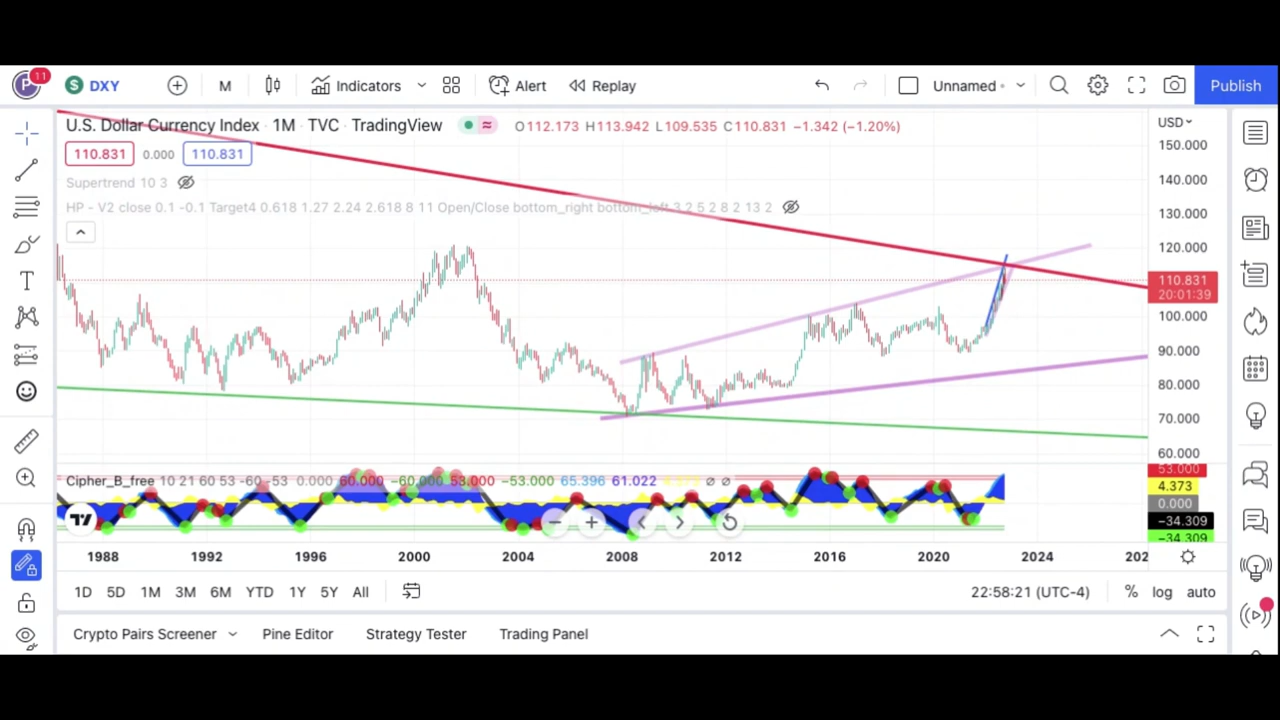 P 11 S DXY M Indicators Alert Replay Unnamed Publish
U.S. Dollar Currency Index · 1M · TVC · TradingView O112.173 H113.942 L109.535 C110.831 −1.342 (−1.20%)
USD
110.831 0.000 110.831
Supertrend 10 3
HP - V2 close 0.1 -0.1 Target4 0.618 1.27 2.24 2.618 8 11 Open/Close bottom_right bottom_left 3 2 5 2 8 2 13 2
150.000
140.000
130.000
120.000
110.831
20:01:39
100.000
90.000
80.000
70.000
60.000
Cipher_B_free 10 21 60 53 −60 −53 0.000 60.000 −60.000 53.000 −53.000 65.396 61.022 ∅ ∅
53.000
4.373
0.000
−34.309
−34.309
1988 1992 1996 2000 2004 2008 2012 2016 2020 2024 202
1D 5D 1M 3M 6M YTD 1Y 5Y All 22:58:21 (UTC-4) % log auto
Crypto Pairs Screener Pine Editor Strategy Tester Trading Panel